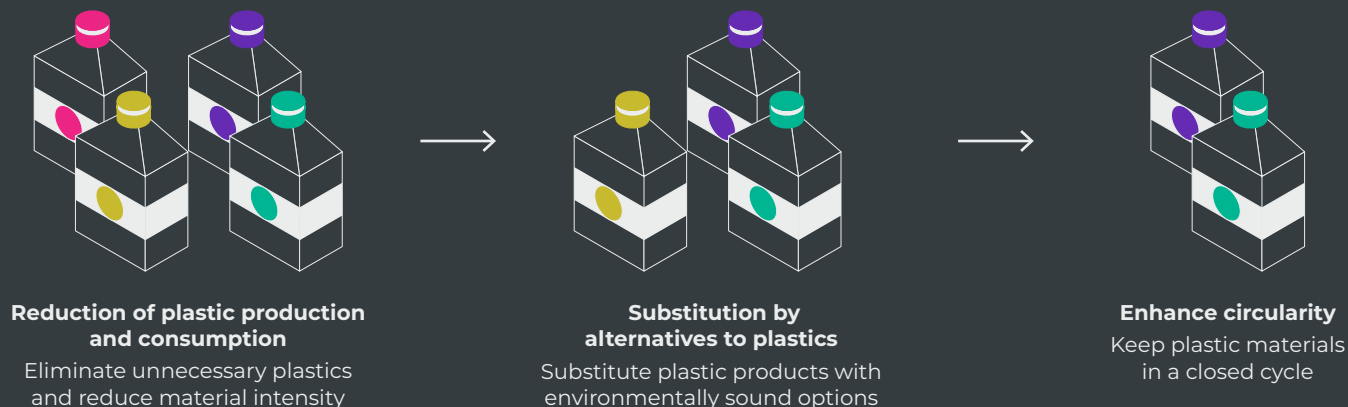 Reduction of plastic production
and consumption
Eliminate unnecessary plastics
and reduce material intensity
Substitution by
alternatives to plastics
Substitute plastic products with
environmentally sound options
Enhance circularity
Keep plastic materials
in a closed cycle